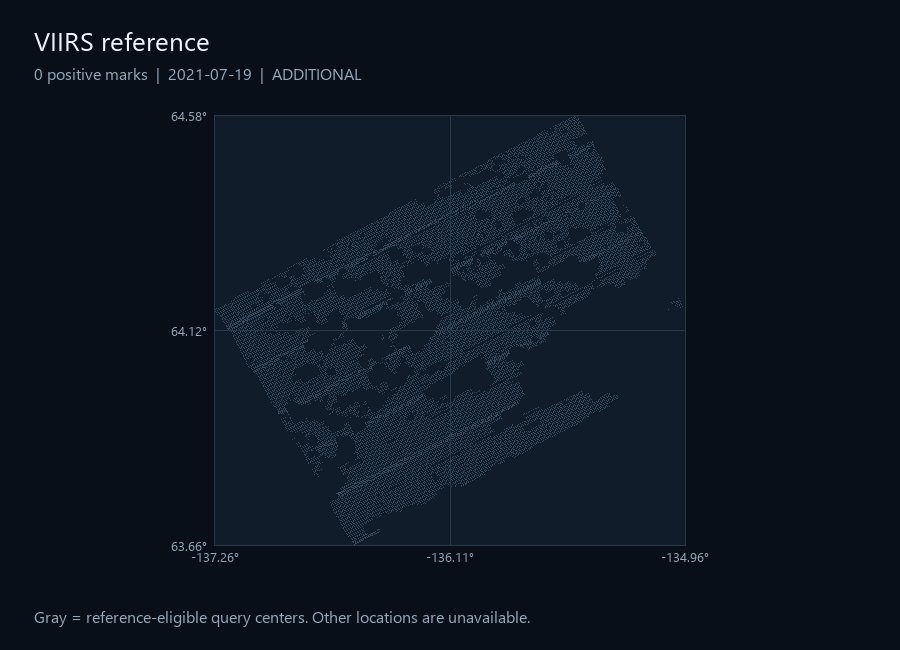 VIIRS reference
0 positive marks | 2021-07-19 | ADDITIONAL
64.58°
64.12°
63.66°
-137.26°
-136.11°
-134.96°
Gray = reference-eligible query centers. Other locations are unavailable.